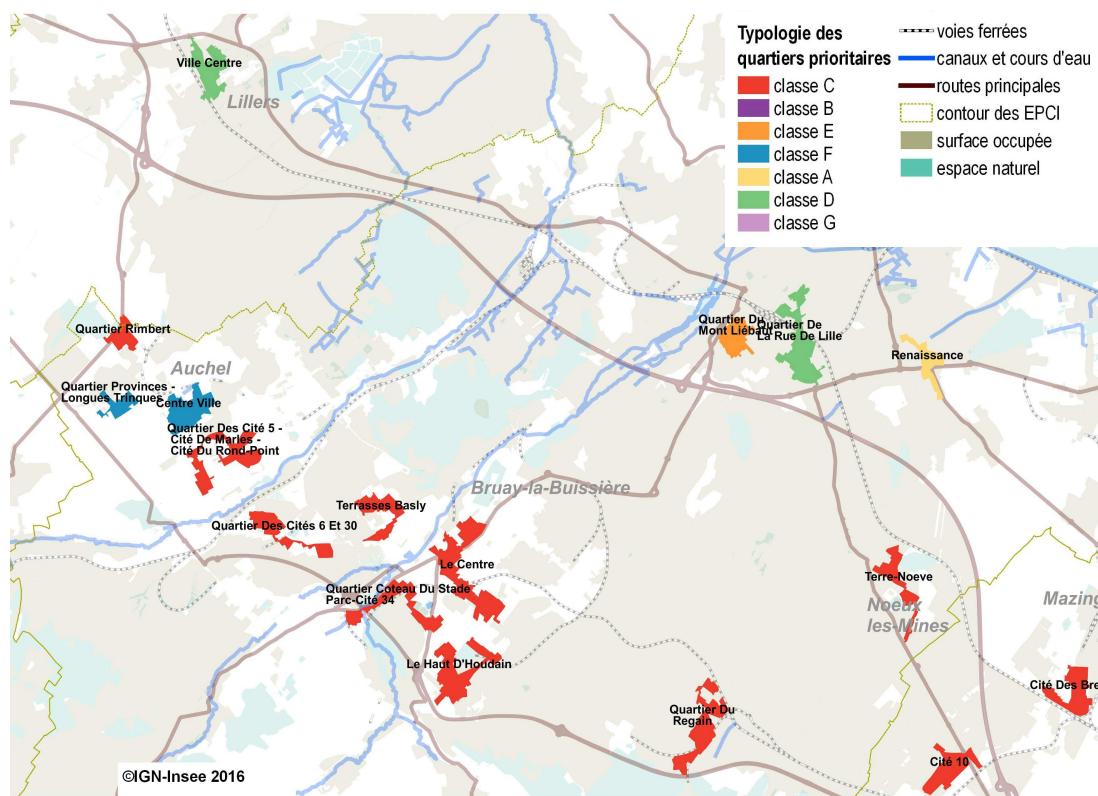 Typologie des
quartiers prioritaires
classe C
classe B
classe E
classe F
classe A
classe D
classe G
voies ferrées
canaux et cours d'eau
routes principales
contour des EPCI
surface occupée
espace naturel
Ville Centre
Lillers
Quartier Rimbert
Auchel
Quartier Provinces -
Longues Trinques
Centre Ville
Quartier Des Cité 5 -
Cité De Marles -
Cité Du Rond-Point
Quartier Du
Mont Liébaut
Quartier De
La Rue De Lille
Renaissance
Bruay-la-Buissière
Terrasses Basly
Quartier Des Cités 6 Et 30
Le Centre
Quartier Coteau Du Stade
Parc-Cité 34
Terre-Noeve
Noeux
les-Mines
Mazing
Le Haut D'Houdain
Cité Des Bre
Quartier Du
Regain
Cité 10
©IGN-Insee 2016